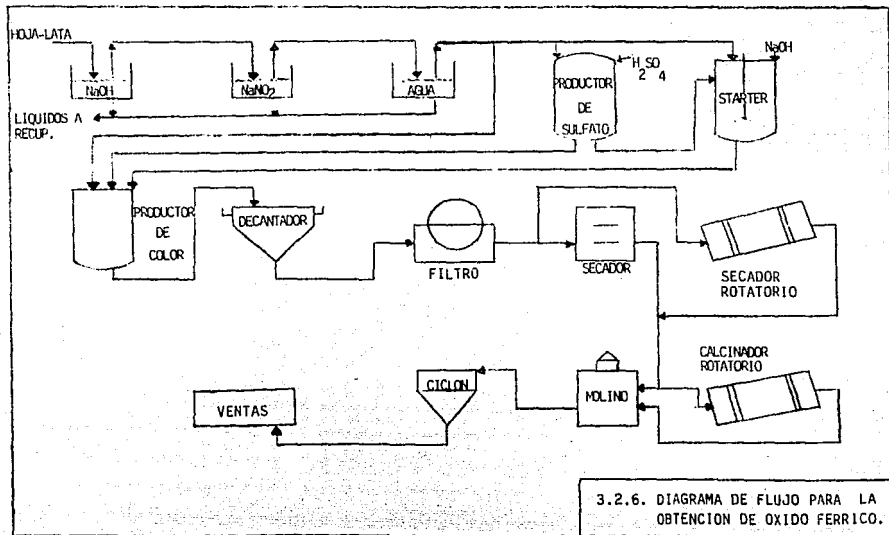 HOJA-LATA
NaOH
NaNO2
AGUA
LIQUIDOS A
RECUP.
H2SO4
PRODUCTOR
DE
SULFATO
NaOH
STARTER
PRODUCTOR
DE
COLOR
DECANTADOR
FILTRO
SECADOR
SECADOR
ROTATORIO
CALCINADOR
ROTATORIO
MOLINO
CICLON
VENTAS
3.2.6. DIAGRAMA DE FLUJO PARA LA
OBTENCION DE OXIDO FERRICO.